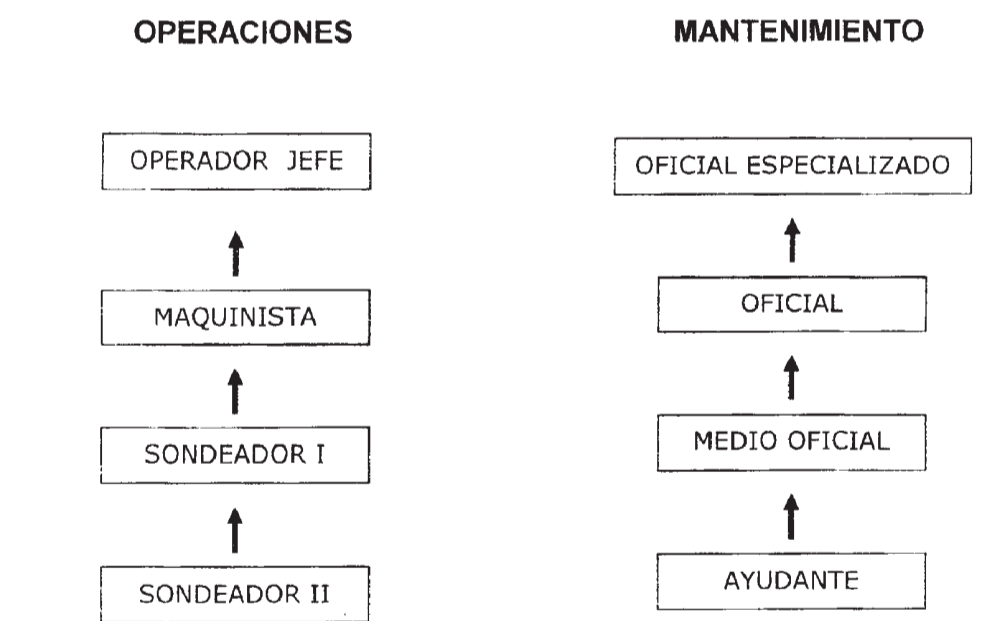 OPERACIONES
OPERADOR JEFE
MAQUINISTA
SONDEADOR I
SONDEADOR II
MANTENIMIENTO
OFICIAL ESPECIALIZADO
OFICIAL
MEDIO OFICIAL
AYUDANTE